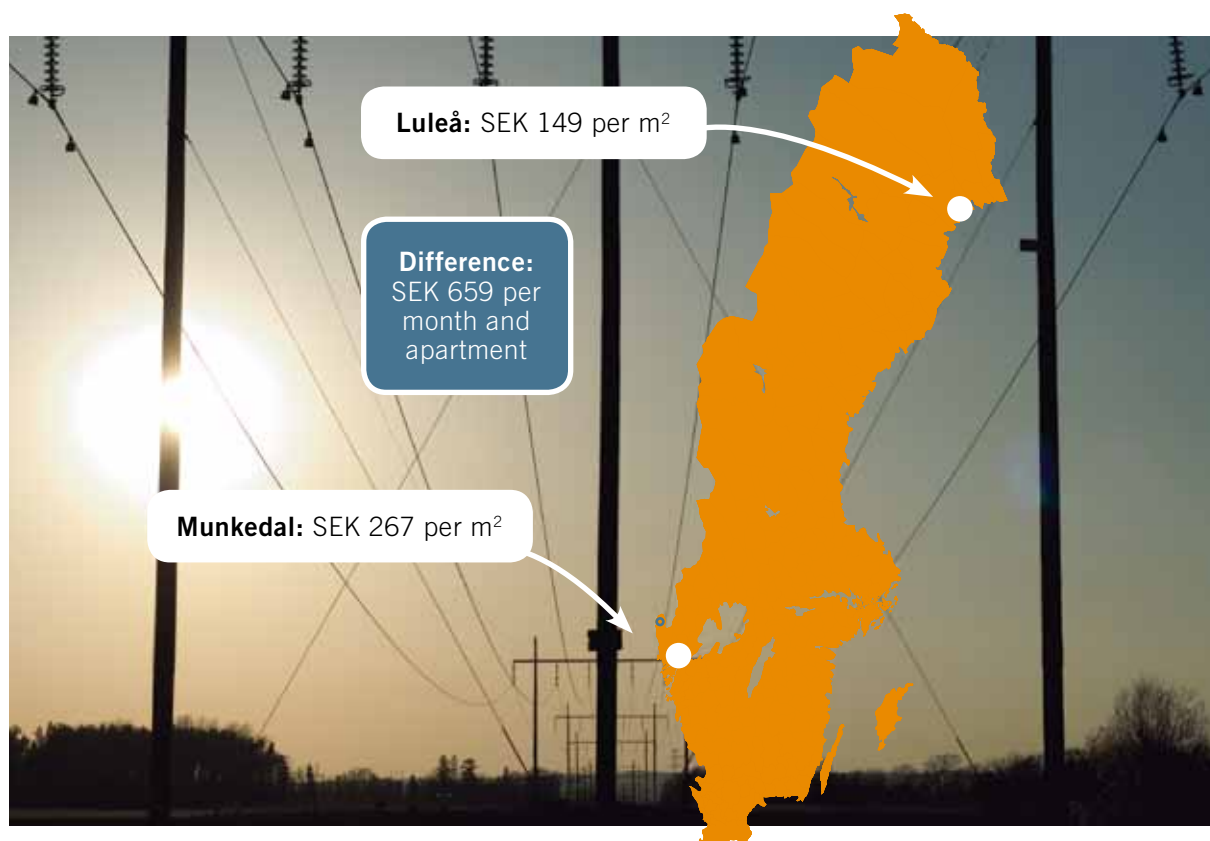 Luleå: SEK 149 per m²
Difference:
SEK 659 per
month and
apartment
Munkedal: SEK 267 per m²